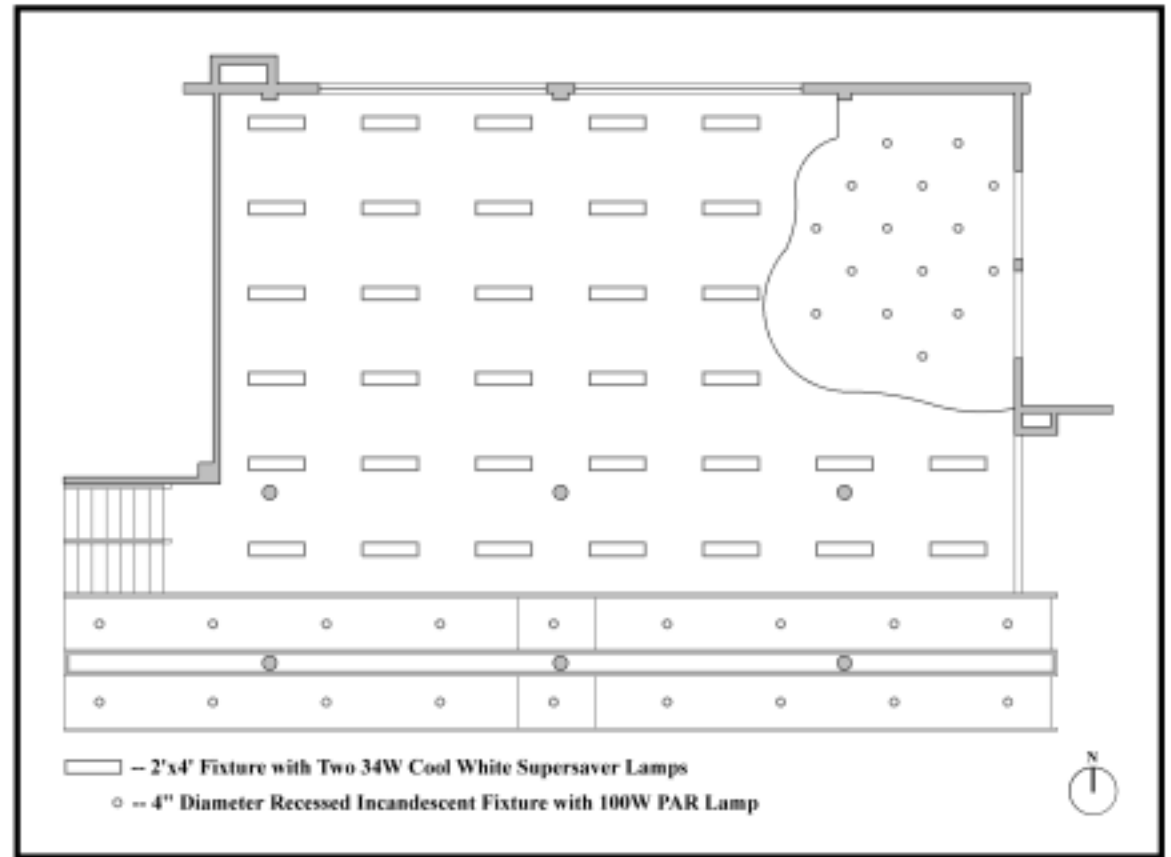 N
-- 2'x4' Fixture with Two 34W Cool White Supersaver Lamps
-- 4" Diameter Recessed Incandescent Fixture with 100W PAR Lamp